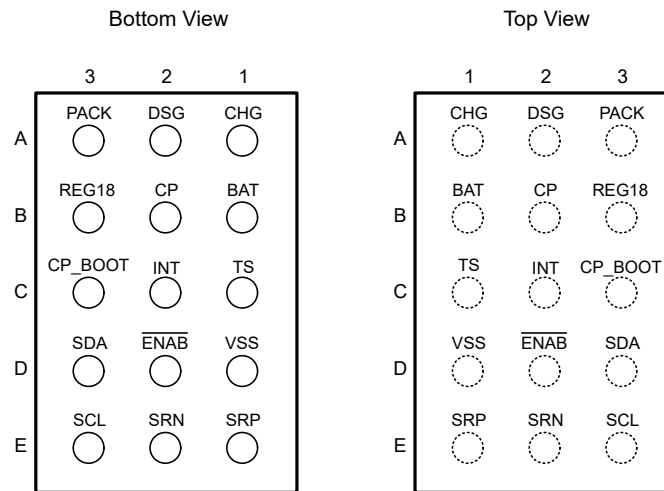 Bottom View
3 2 1
PACK DSG CHG
A
REG18 CP BAT
B
CP_BOOT INT TS
C
SDA ENAB VSS
D
SCL SRN SRP
E
Top View
1 2 3
CHG DSG PACK
A
BAT CP REG18
B
TS INT CP_BOOT
C
VSS ENAB SDA
D
SRP SRN SCL
E